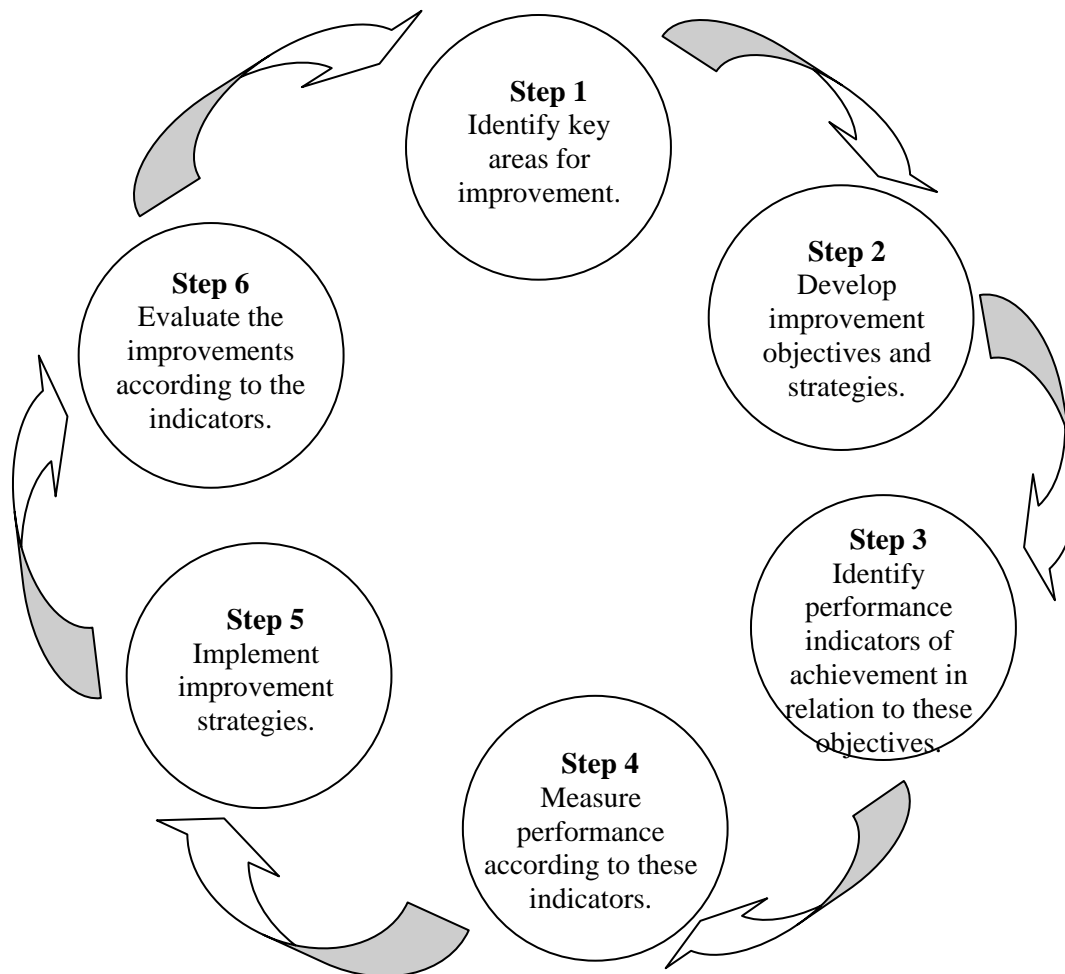 Step 1
Identify key
areas for
improvement.
Step 2
Develop
improvement
objectives and
strategies.
Step 3
Identify
performance
indicators of
achievement in
relation to these
objectives.
Step 4
Measure
performance
according to these
indicators.
Step 5
Implement
improvement
strategies.
Step 6
Evaluate the
improvements
according to the
indicators.